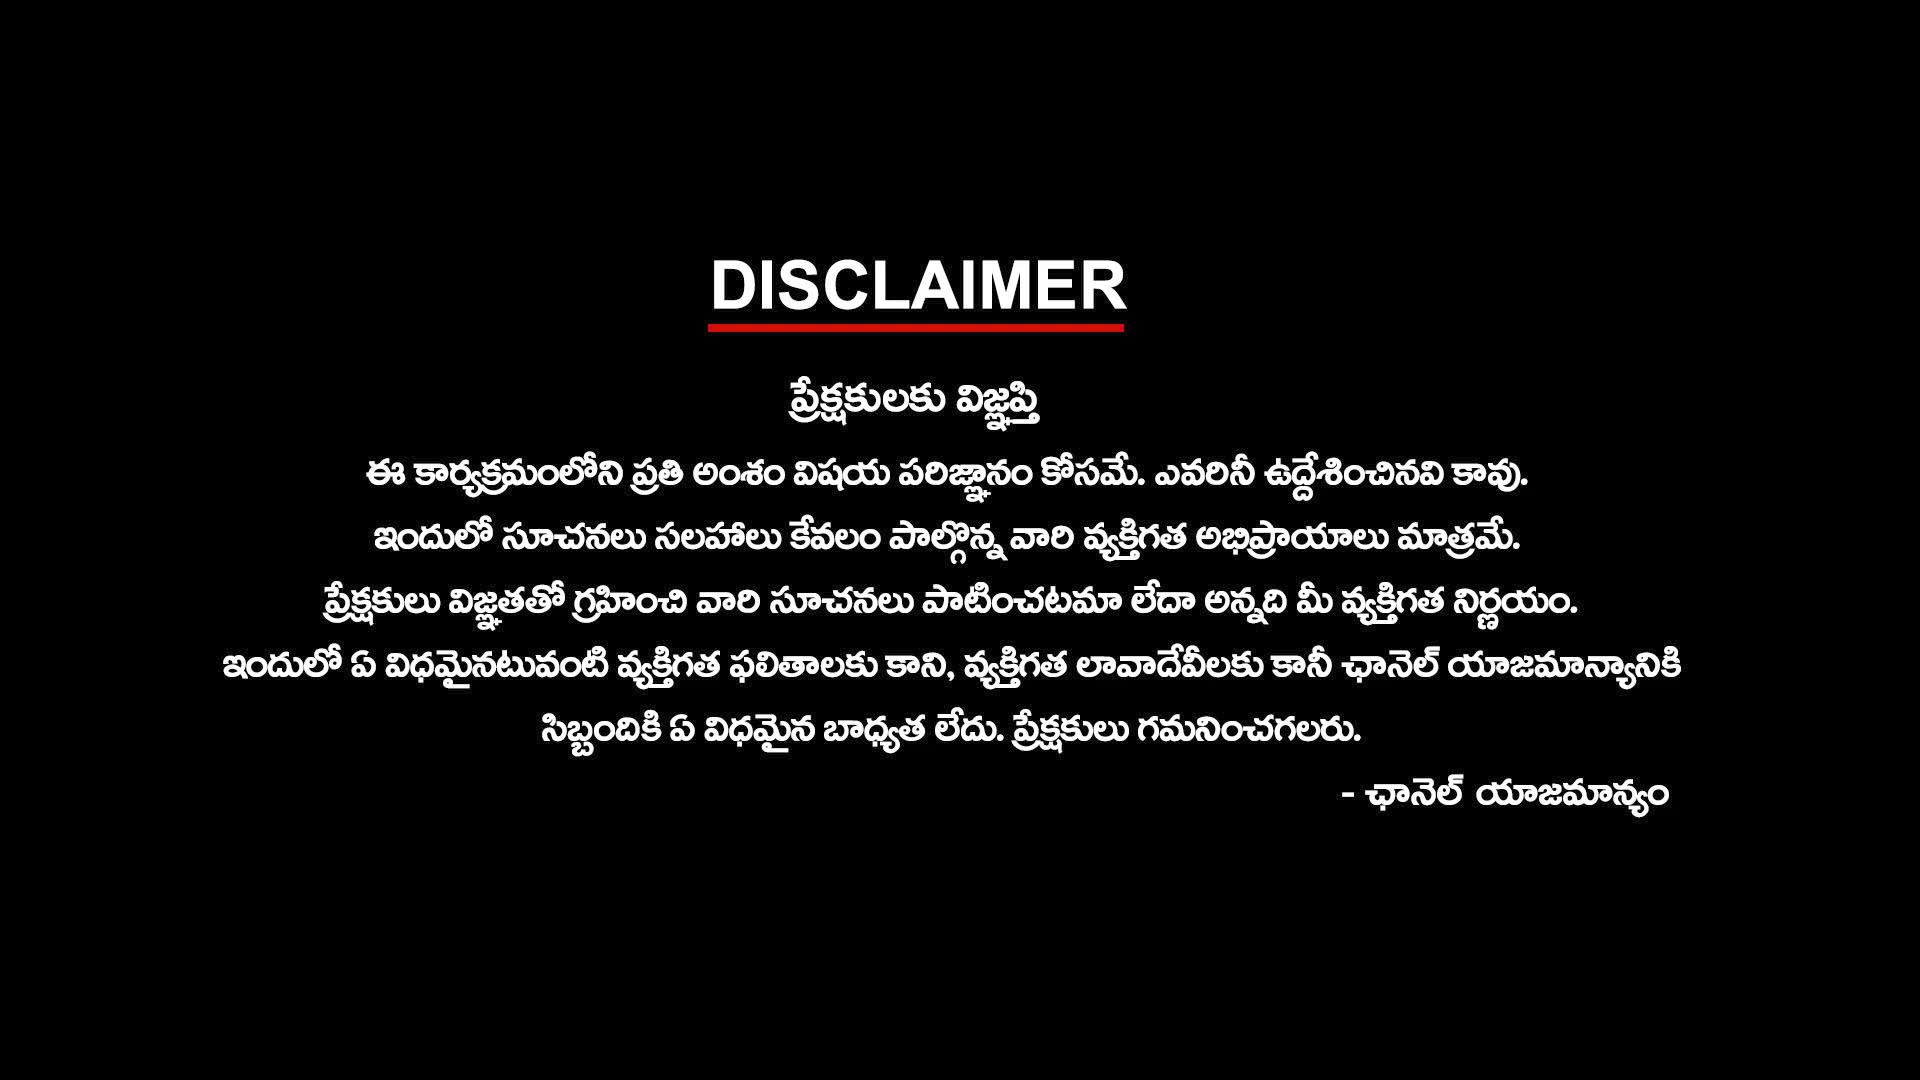 DISCLAIMER
ప్రేక్షకులకు విజ్ఞప్తి
ఈ కార్యక్రమంలోని ప్రతి అంశం విషయ పరిజ్ఞానం కోసమే. ఎవరినీ ఉద్దేశించినవి కావు.
ఇందులో సూచనలు సలహాలు కేవలం పాల్గొన్న వారి వ్యక్తిగత అభిప్రాయాలు మాత్రమే.
ప్రేక్షకులు విజ్ఞతతో గ్రహించి వారి సూచనలు పాటించటమా లేదా అన్నది మీ వ్యక్తిగత నిర్ణయం.
ఇందులో ఏ విధమైనటువంటి వ్యక్తిగత ఫలితాలకు కాని, వ్యక్తిగత లావాదేవీలకు కానీ ఛానెల్ యాజమాన్యానికి
సిబ్బందికి ఏ విధమైన బాధ్యత లేదు. ప్రేక్షకులు గమనించగలరు.
- ఛానెల్ యాజమాన్యం